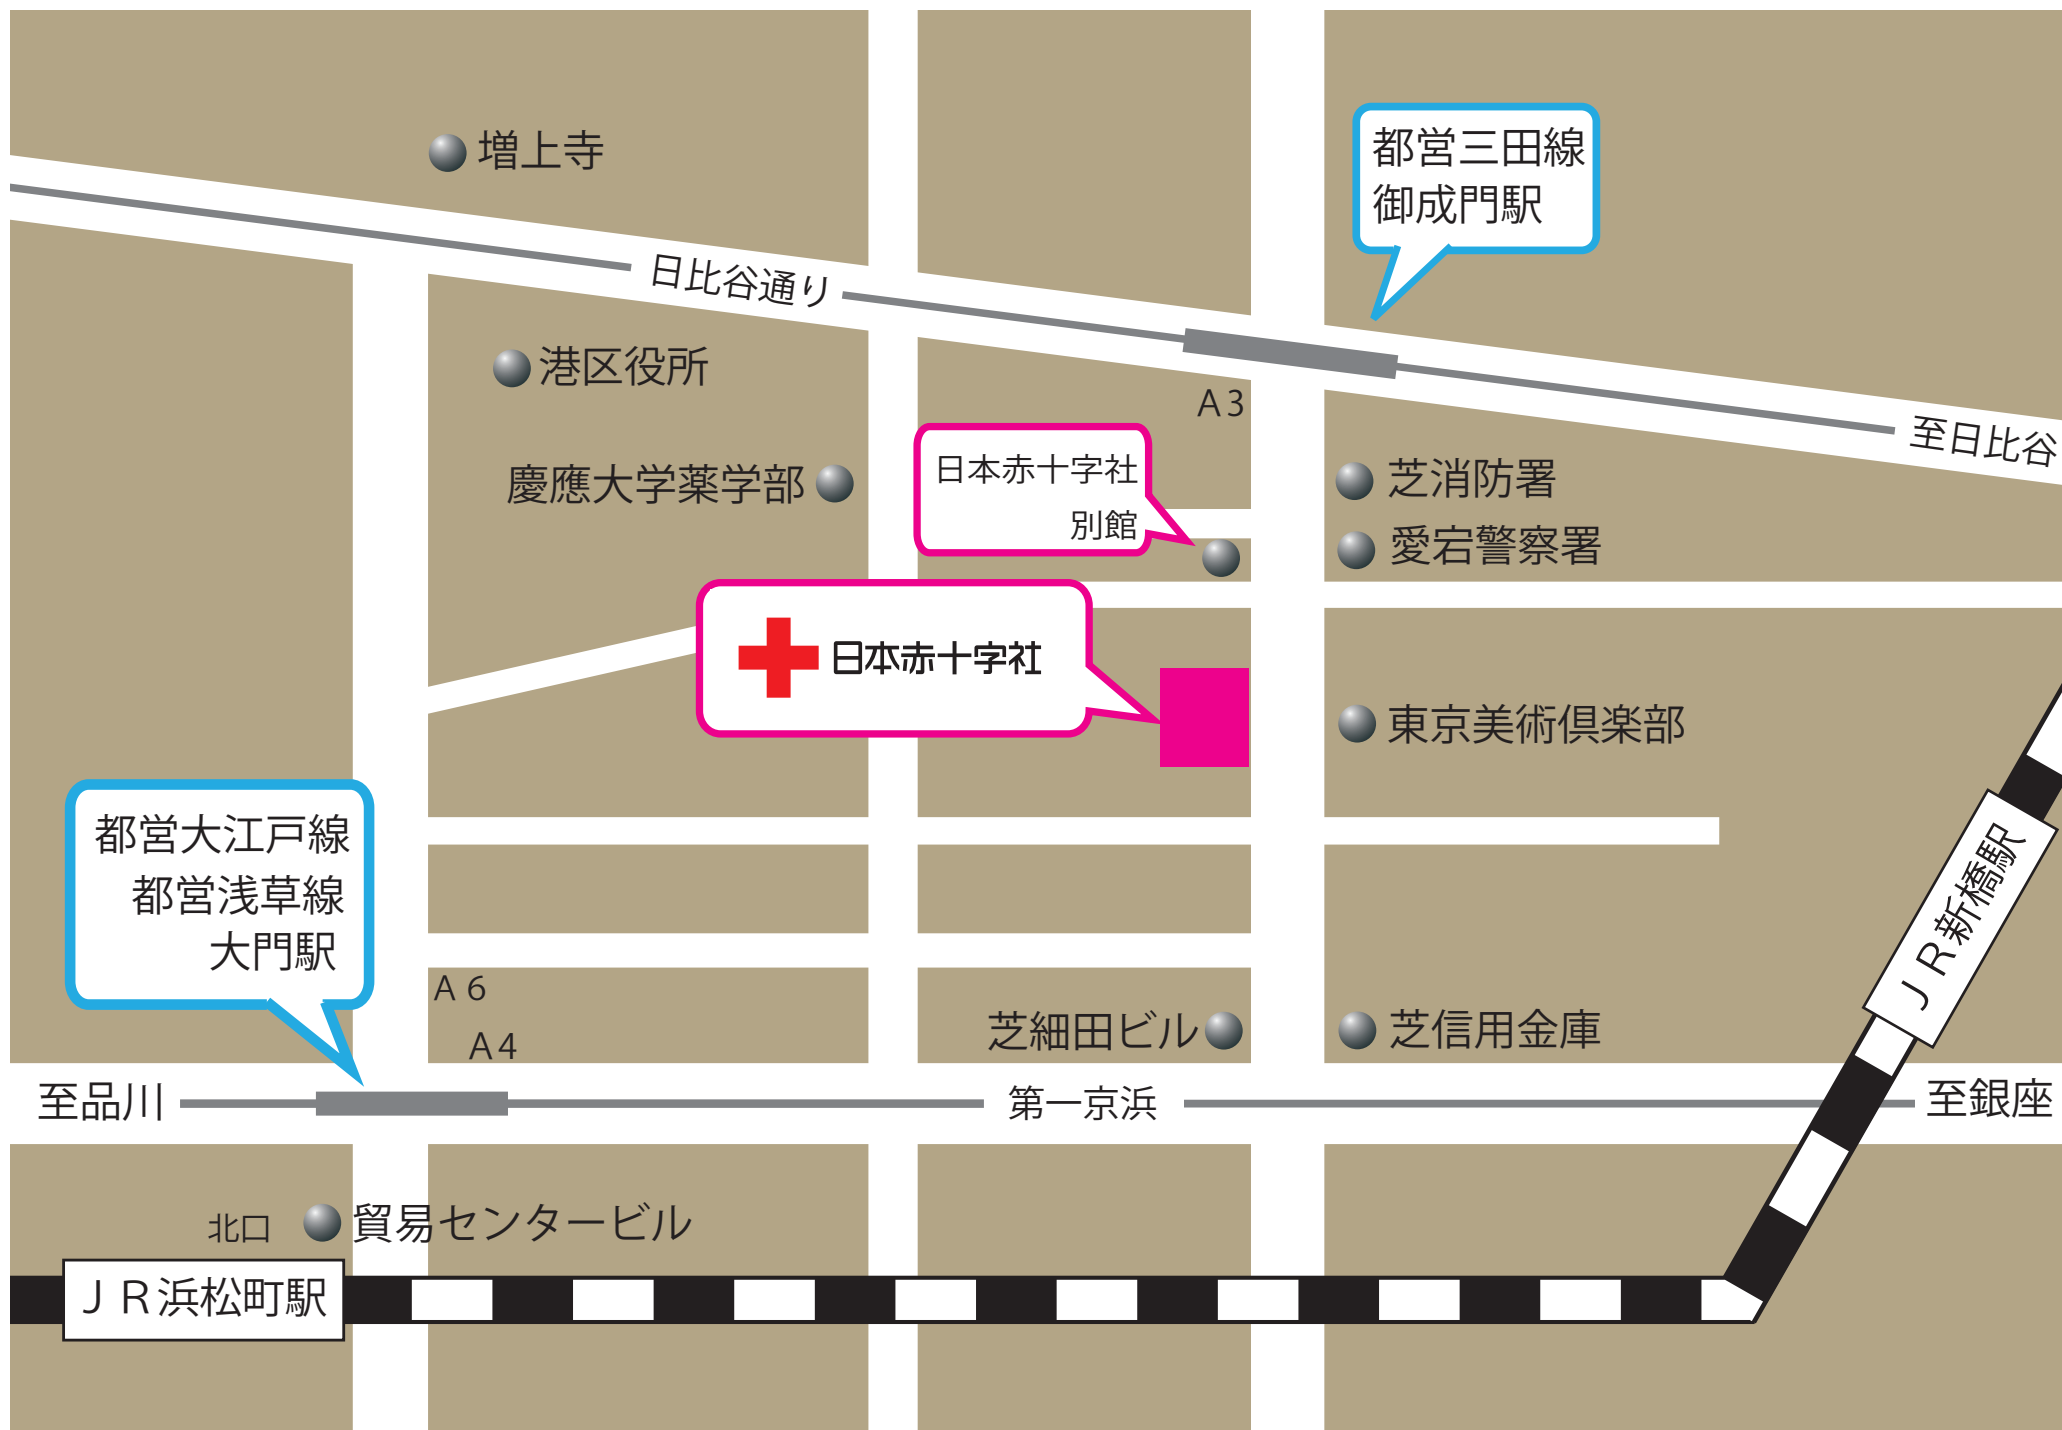 増上寺
都営三田線
御成門駅
日比谷通り
港区役所
A3
至日比谷
日本赤十字社
別館
慶應大学薬学部
芝消防署
愛宕警察署
日本赤十字社
東京美術倶楽部
都営大江戸線
都営浅草線
大門駅
JR新橋駅
A6
A4
芝細田ビル
芝信用金庫
至品川
第一京浜
至銀座
北口
貿易センタービル
JR浜松町駅